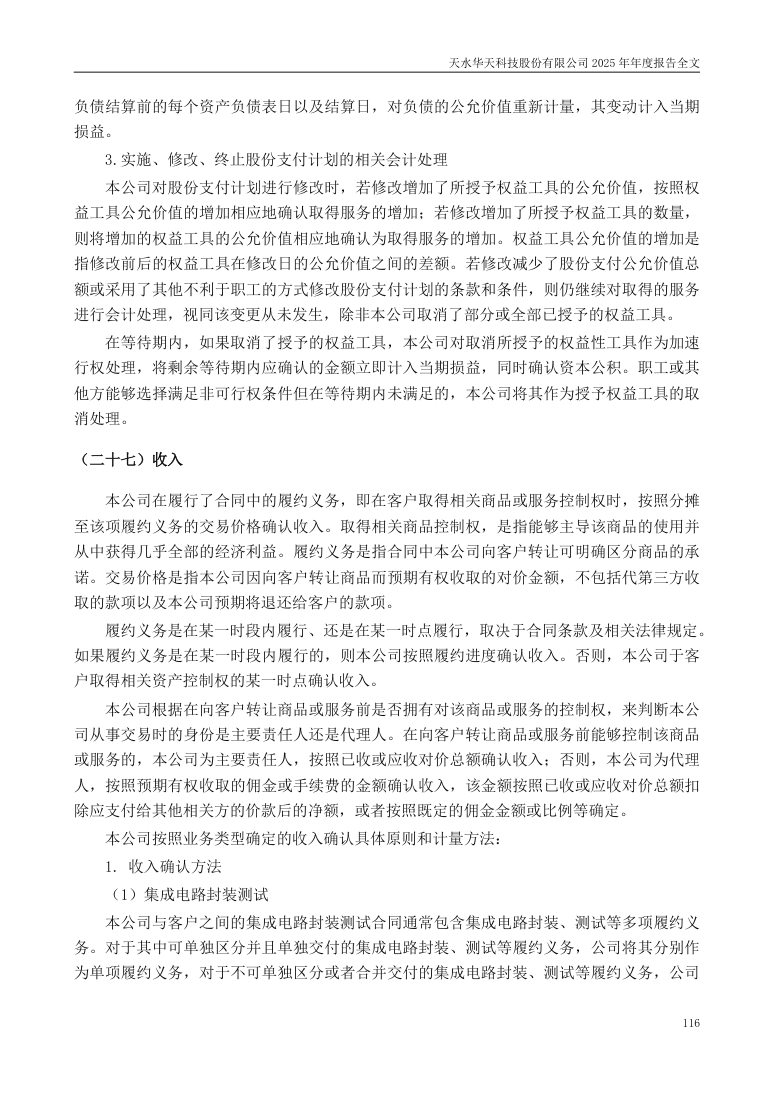 天水华天科技股份有限公司 2025 年年度报告全文
负债结算前的每个资产负债表日以及结算日，对负债的公允价值重新计量，其变动计入当期
损益。
3.实施、修改、终止股份支付计划的相关会计处理
本公司对股份支付计划进行修改时，若修改增加了所授予权益工具的公允价值，按照权
益工具公允价值的增加相应地确认取得服务的增加；若修改增加了所授予权益工具的数量，
则将增加的权益工具的公允价值相应地确认为取得服务的增加。权益工具公允价值的增加是
指修改前后的权益工具在修改日的公允价值之间的差额。若修改减少了股份支付公允价值总
额或采用了其他不利于职工的方式修改股份支付计划的条款和条件，则仍继续对取得的服务
进行会计处理，视同该变更从未发生，除非本公司取消了部分或全部已授予的权益工具。
在等待期内，如果取消了授予的权益工具，本公司对取消所授予的权益性工具作为加速
行权处理，将剩余等待期内应确认的金额立即计入当期损益，同时确认资本公积。职工或其
他方能够选择满足非可行权条件但在等待期内未满足的，本公司将其作为授予权益工具的取
消处理。
（二十七）收入
本公司在履行了合同中的履约义务，即在客户取得相关商品或服务控制权时，按照分摊
至该项履约义务的交易价格确认收入。取得相关商品控制权，是指能够主导该商品的使用并
从中获得几乎全部的经济利益。履约义务是指合同中本公司向客户转让可明确区分商品的承
诺。交易价格是指本公司因向客户转让商品而预期有权收取的对价金额，不包括代第三方收
取的款项以及本公司预期将退还给客户的款项。
履约义务是在某一时段内履行、还是在某一时点履行，取决于合同条款及相关法律规定。
如果履约义务是在某一时段内履行的，则本公司按照履约进度确认收入。否则，本公司于客
户取得相关资产控制权的某一时点确认收入。
本公司根据在向客户转让商品或服务前是否拥有对该商品或服务的控制权，来判断本公
司从事交易时的身份是主要责任人还是代理人。在向客户转让商品或服务前能够控制该商品
或服务的，本公司为主要责任人，按照已收或应收对价总额确认收入；否则，本公司为代理
人，按照预期有权收取的佣金或手续费的金额确认收入，该金额按照已收或应收对价总额扣
除应支付给其他相关方的价款后的净额，或者按照既定的佣金金额或比例等确定。
本公司按照业务类型确定的收入确认具体原则和计量方法：
1. 收入确认方法
（1）集成电路封装测试
本公司与客户之间的集成电路封装测试合同通常包含集成电路封装、测试等多项履约义
务。对于其中可单独区分并且单独交付的集成电路封装、测试等履约义务，公司将其分别作
为单项履约义务，对于不可单独区分或者合并交付的集成电路封装、测试等履约义务，公司
116